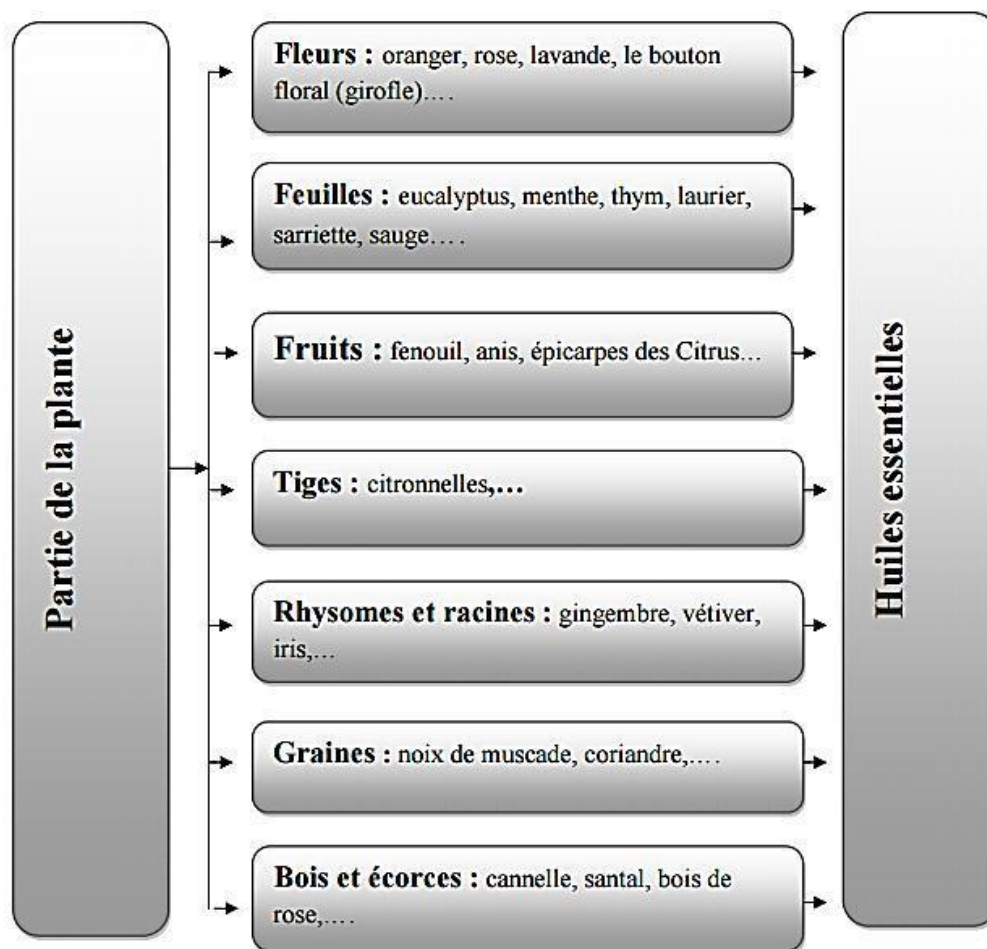 Partie de la plante
Fleurs : oranger, rose, lavande, le bouton
floral (girofle)….
Feuilles : eucalyptus, menthe, thym, laurier,
sarriette, sauge….
Fruits : fenouil, anis, épicarpes des Citrus…
Tiges : citronnelles,…
Rhysomes et racines : gingembre, vétiver,
iris,…
Graines : noix de muscade, coriandre,….
Bois et écorces : cannelle, santal, bois de
rose,….
Huiles essentielles